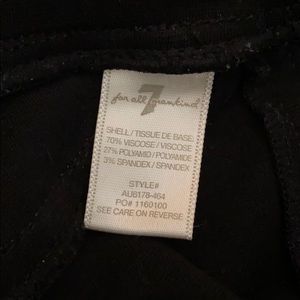 7
for all mankind
SHELL / TISSUE DE BASE:
70% VISCOSE / VISCOSE
27% POLYAMID / POLYAMIDE
3% SPANDEX / SPANDEX
STYLE#
AU8178-464
PO# 1160100
SEE CARE ON REVERSE